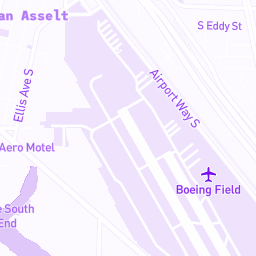 an Asselt
S Eddy St
Ellis Ave S
Airport Way S
Aero Motel
Boeing Field
e South
End